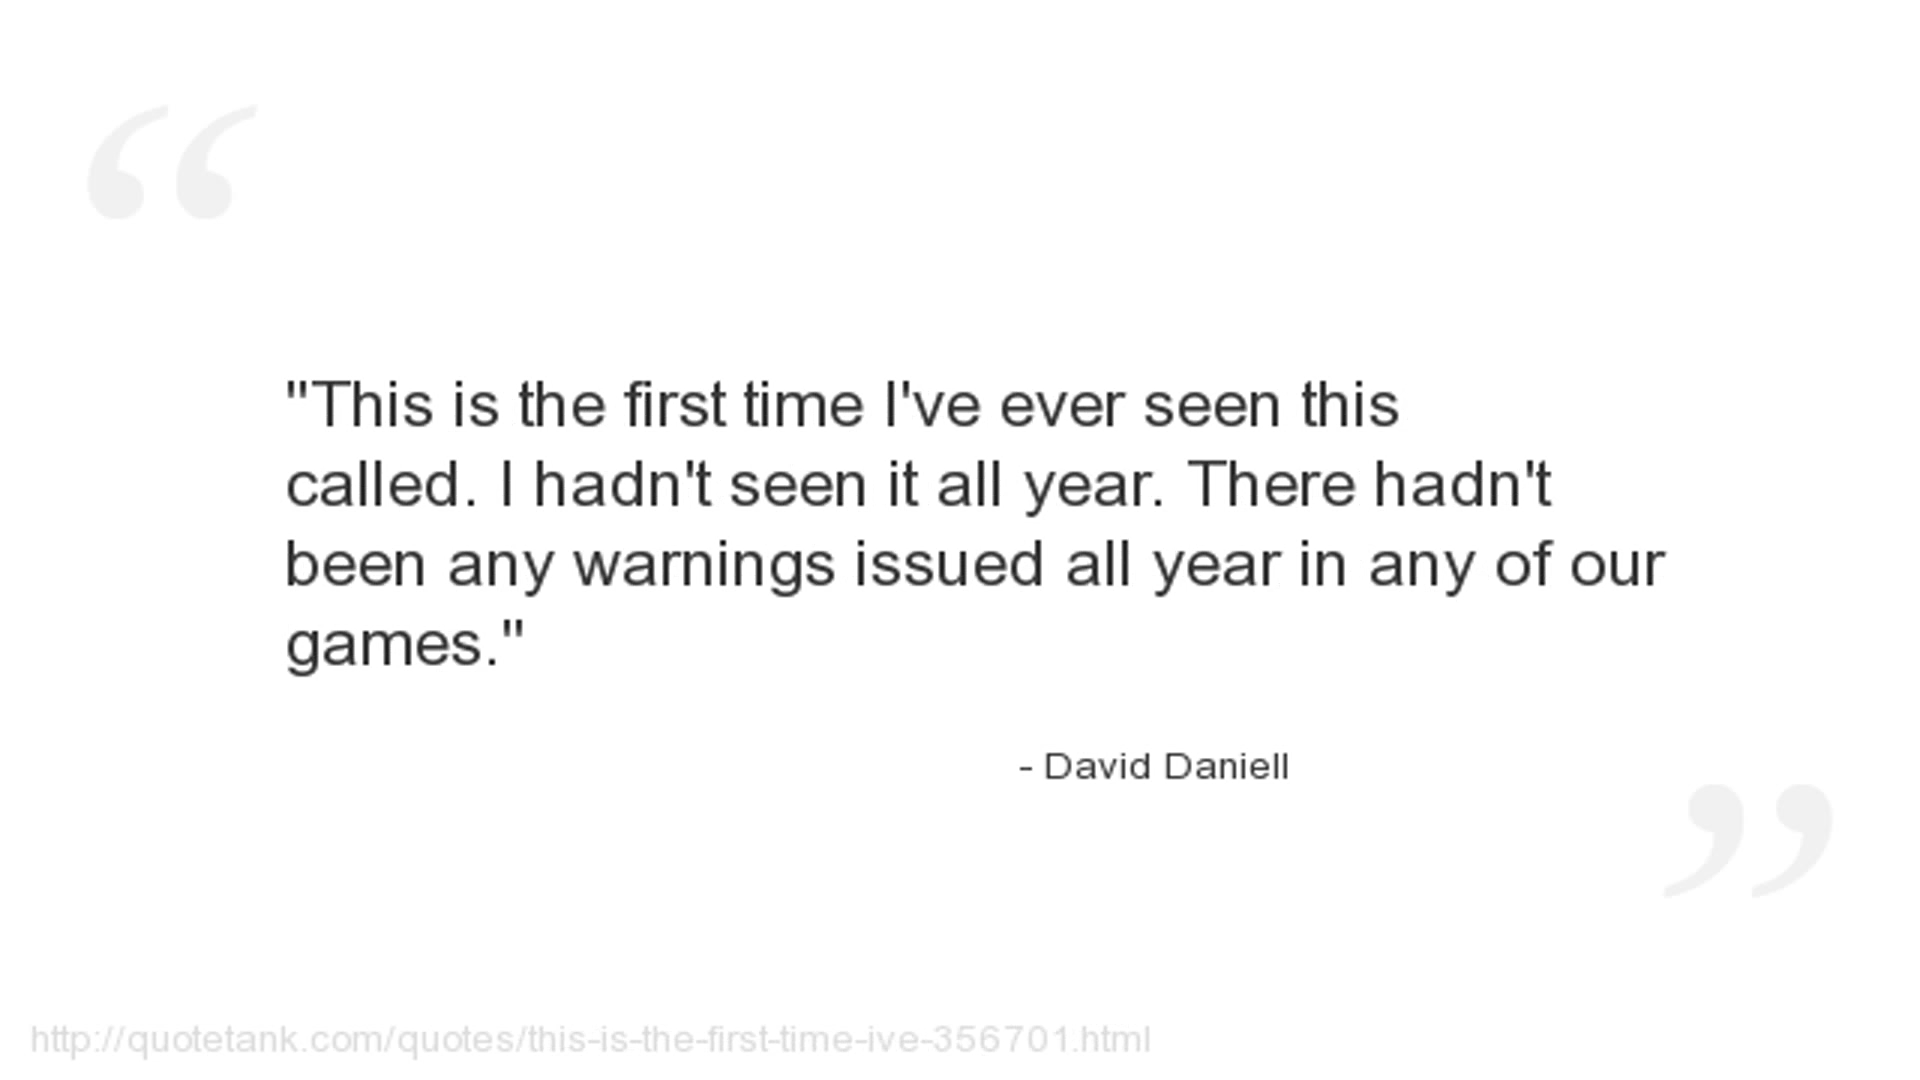 "This is the first time I've ever seen this
called. I hadn't seen it all year. There hadn't
been any warnings issued all year in any of our
games."
- David Daniell
http://quotetank.com/quotes/this-is-the-first-time-ive-356701.html